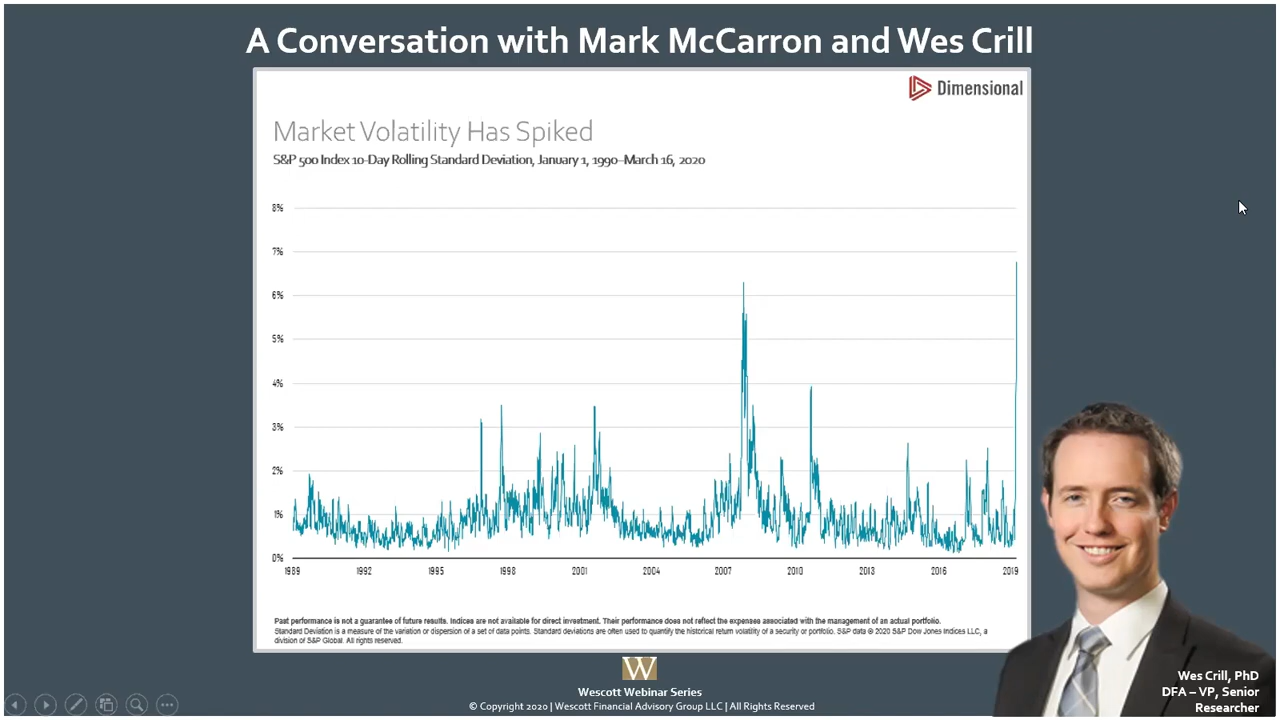 A Conversation with Mark McCarron and Wes Crill
Dimensional
Market Volatility Has Spiked
S&P 500 Index 10-Day Rolling Standard Deviation, January 1, 1990–March 16, 2020
8%
7%
6%
5%
4%
3%
2%
1%
0%
1989 1992 1995 1998 2001 2004 2007 2010 2013 2016 2019
Past performance is not a guarantee of future results. Indices are not available for direct investment. Their performance does not reflect the expenses associated with the management of an actual portfolio.
Standard Deviation is a measure of the variation or dispersion of a set of data points. Standard deviations are often used to quantify the historical return volatility of a security or portfolio. S&P data © 2020 S&P Dow Jones Indices LLC, a
division of S&P Global. All rights reserved.
W
Wescott Webinar Series
© Copyright 2020 | Wescott Financial Advisory Group LLC | All Rights Reserved
Wes Crill, PhD
DFA – VP, Senior
Researcher